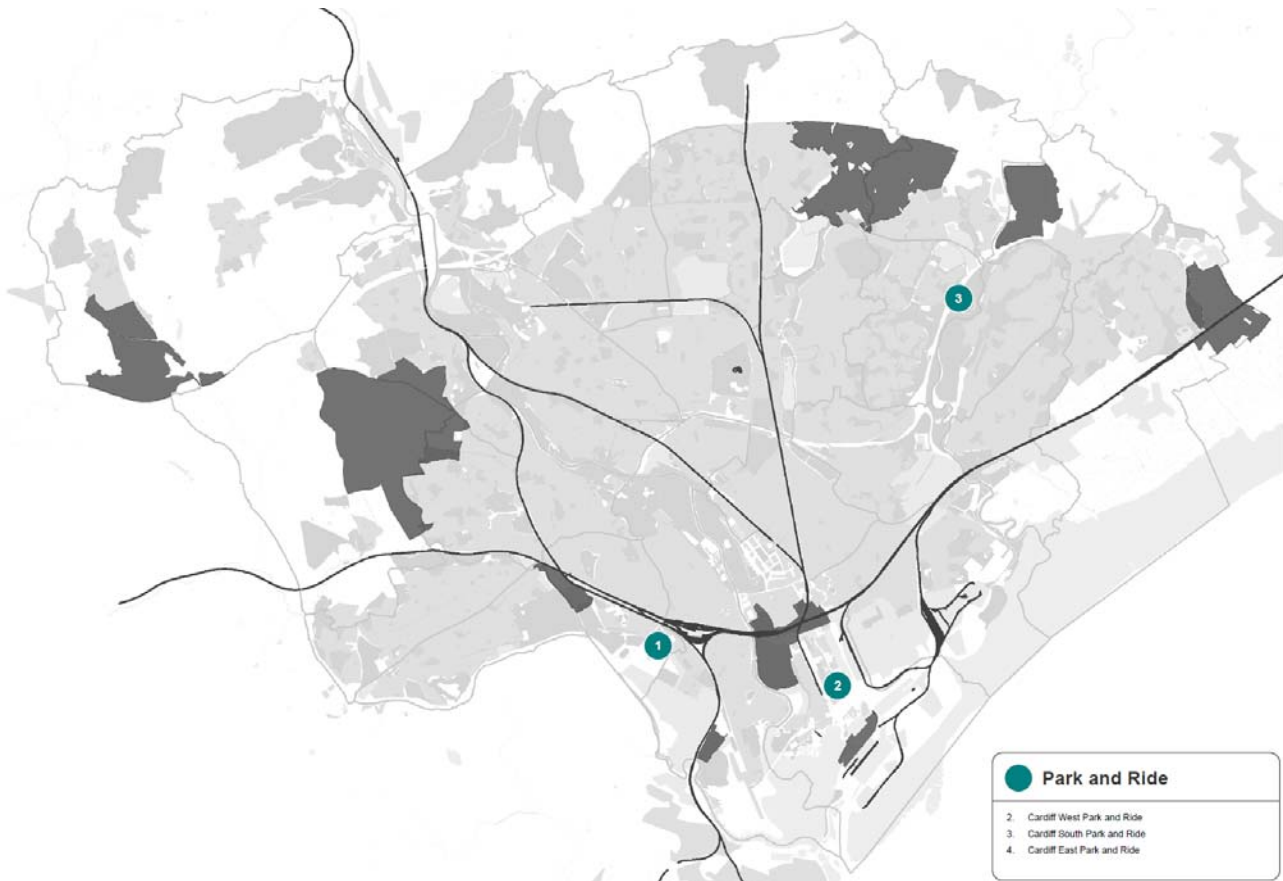 3
1
2
Park and Ride
2. Cardiff West Park and Ride
3. Cardiff South Park and Ride
4. Cardiff East Park and Ride